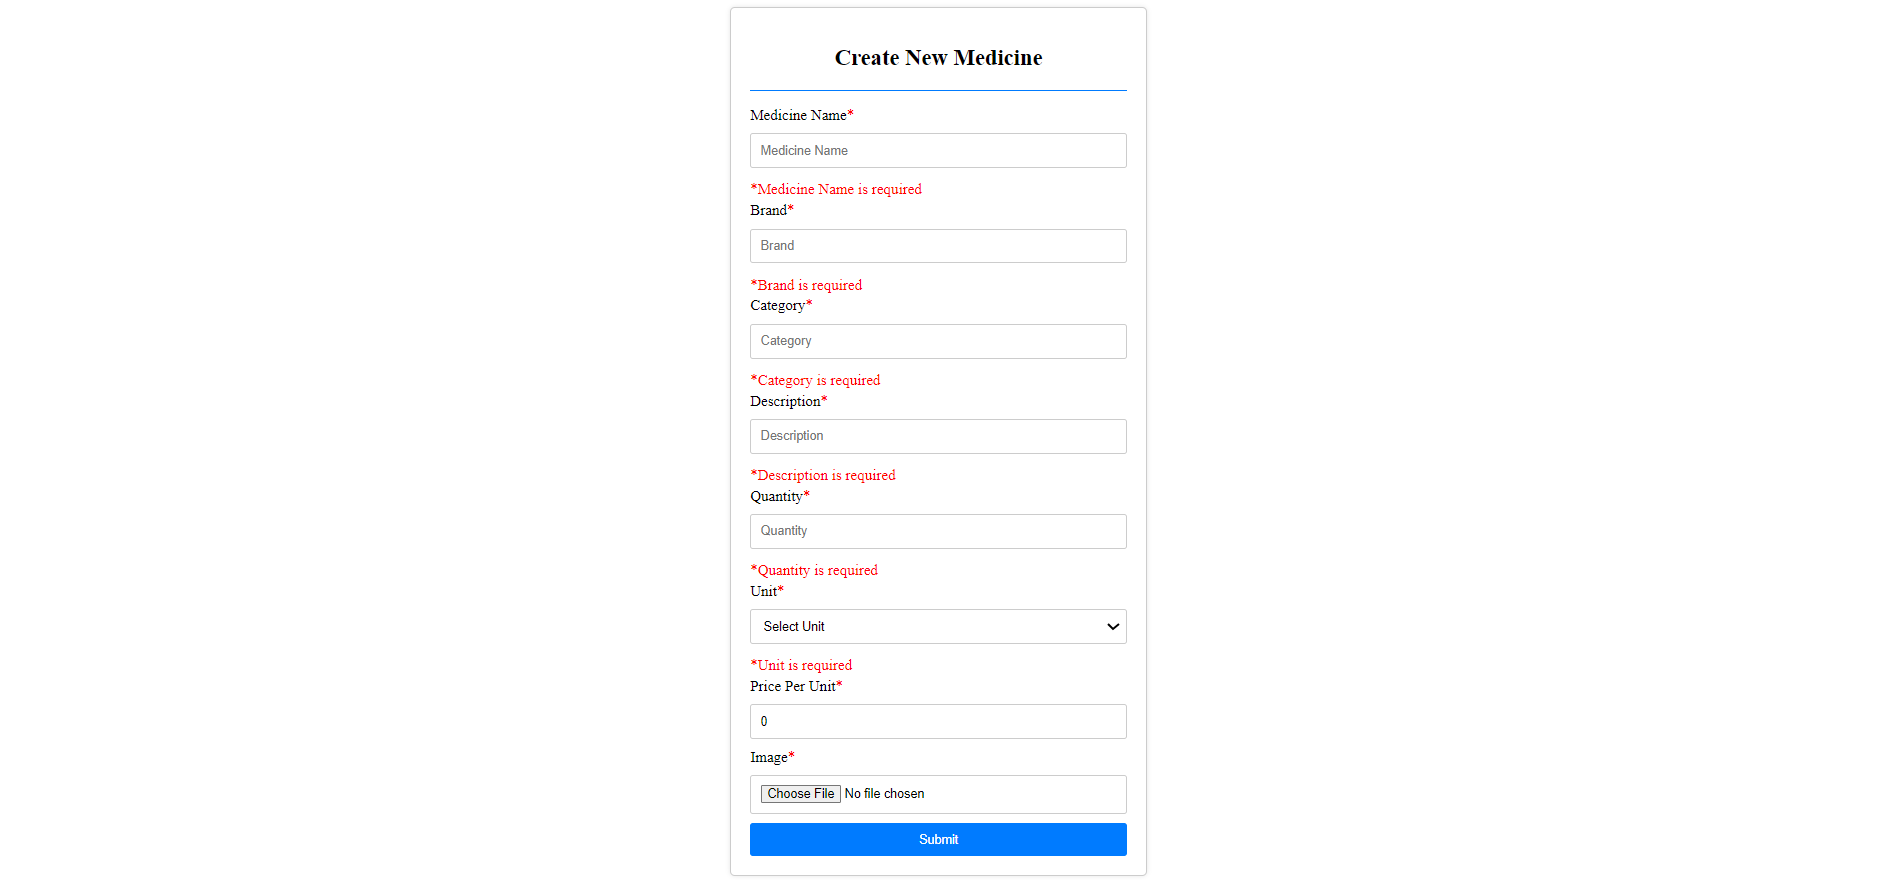 Create New Medicine
Medicine Name*
Medicine Name
*Medicine Name is required
Brand*
Brand
*Brand is required
Category*
Category
*Category is required
Description*
Description
*Description is required
Quantity*
Quantity
*Quantity is required
Unit*
Select Unit
*Unit is required
Price Per Unit*
0
Image*
Choose File No file chosen
Submit